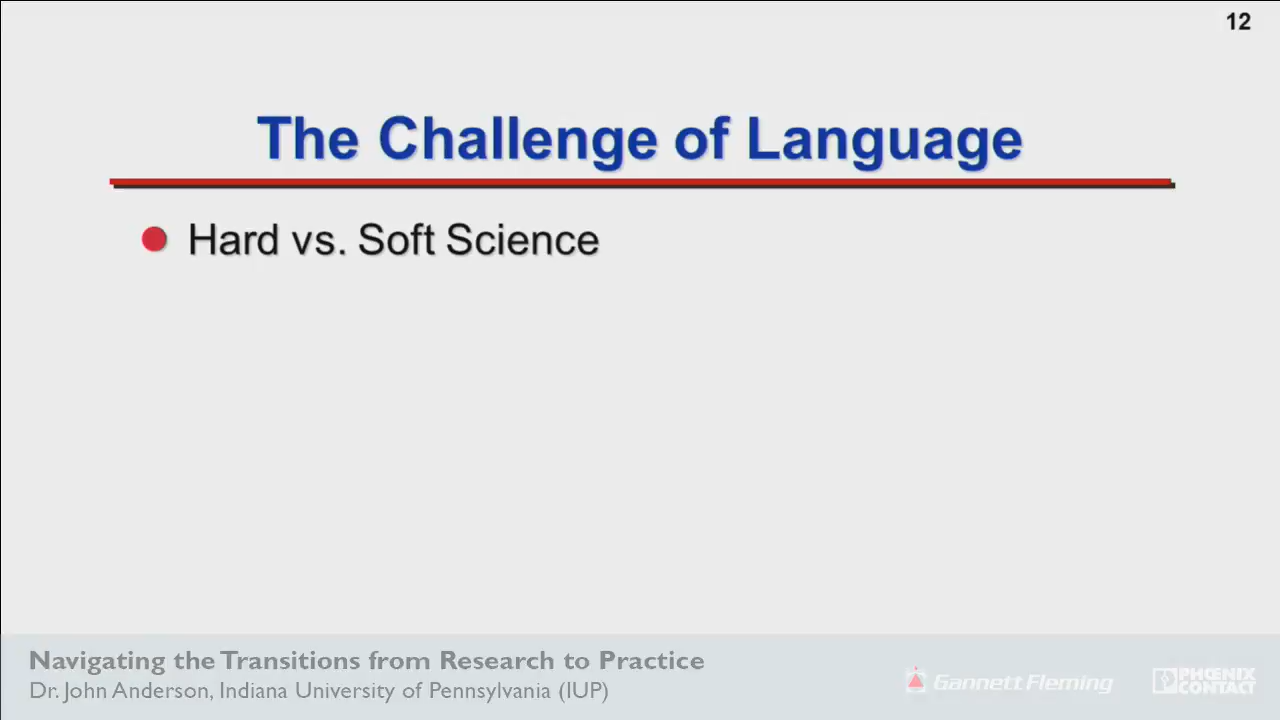 12
The Challenge of Language
Hard vs. Soft Science
Navigating the Transitions from Research to Practice
Dr. John Anderson, Indiana University of Pennsylvania (IUP)
Gannett Fleming
PHŒNIX
CONTACT